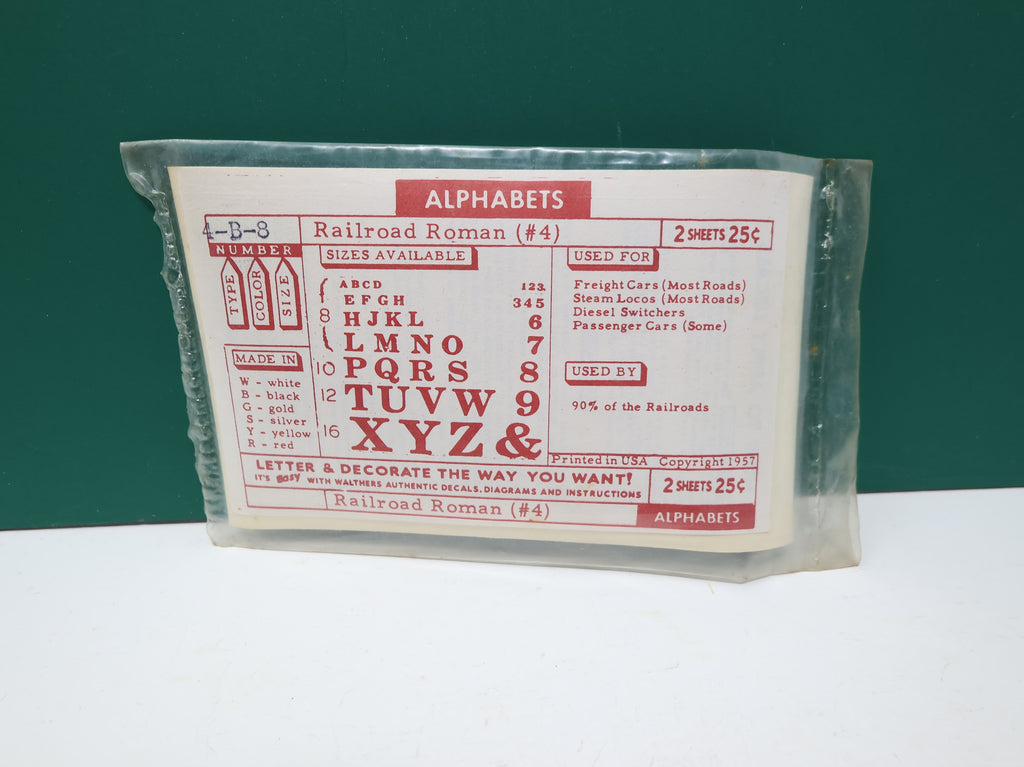 ALPHABETS
4-B-8
Railroad Roman (#4)
2 SHEETS 25¢
NUMBER
TYPE
COLOR
SIZE
MADE IN
W - white
B - black
G - gold
S - silver
Y - yellow
R - red
SIZES AVAILABLE
ABCD 123
EFGH 345
8 HJKL 6
LMNO 7
10 PQRS 8
12 TUVW 9
16 XYZ &
USED FOR
Freight Cars (Most Roads)
Steam Locos (Most Roads)
Diesel Switchers
Passenger Cars (Some)
USED BY
90% of the Railroads
Printed in USA Copyright 1957
LETTER & DECORATE THE WAY YOU WANT!
IT'S easy WITH WALTHERS AUTHENTIC DECALS, DIAGRAMS AND INSTRUCTIONS
2 SHEETS 25¢
Railroad Roman (#4)
ALPHABETS